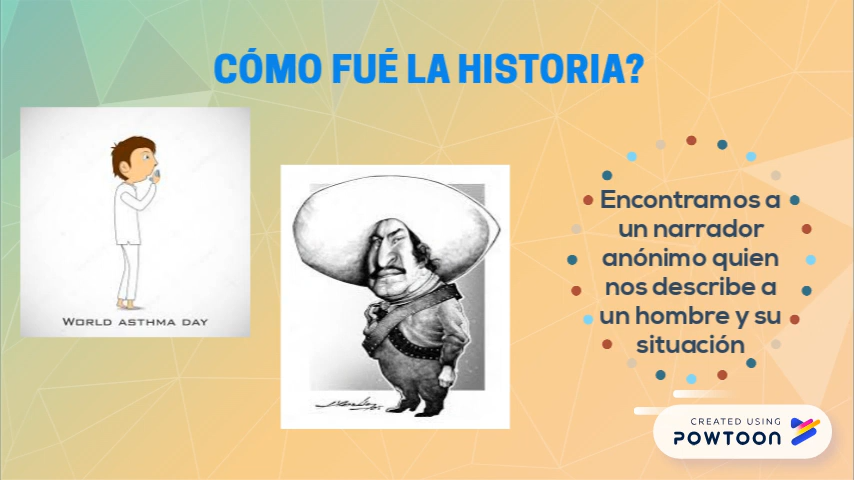 CÓMO FUÉ LA HISTORIA?
WORLD ASTHMA DAY
Encontramos a
un narrador
anónimo quien
nos describe a
un hombre y su
situación
CREATED USING
POWTOON